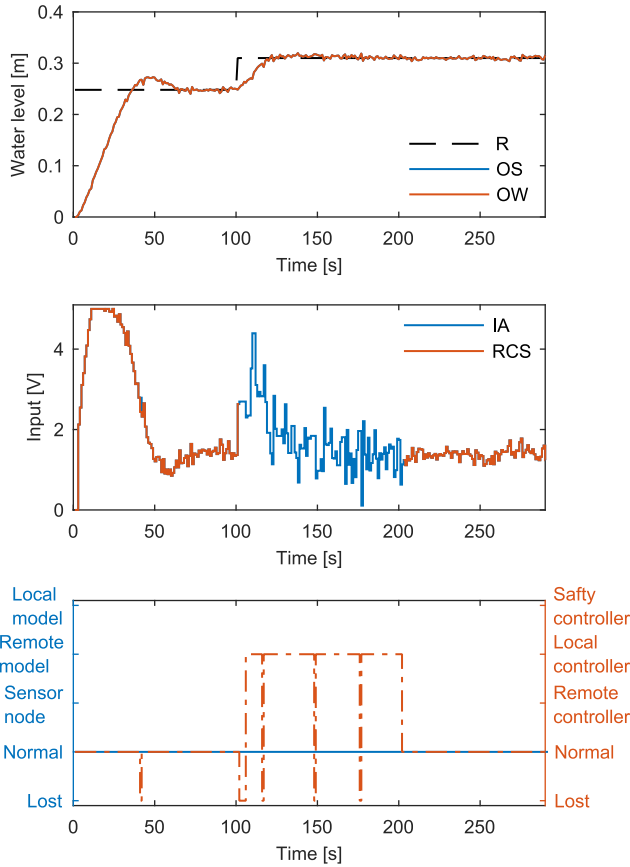 0.4
0.3
0.2
0.1
0
Water level [m]
R
OS
OW
0 50 100 150 200 250
Time [s]
4
2
0
Input [V]
IA
RCS
0 50 100 150 200 250
Time [s]
Local
model
Remote
model
Sensor
node
Normal
Lost
Safty
controller
Local
controller
Remote
controller
Normal
Lost
0 50 100 150 200 250
Time [s]